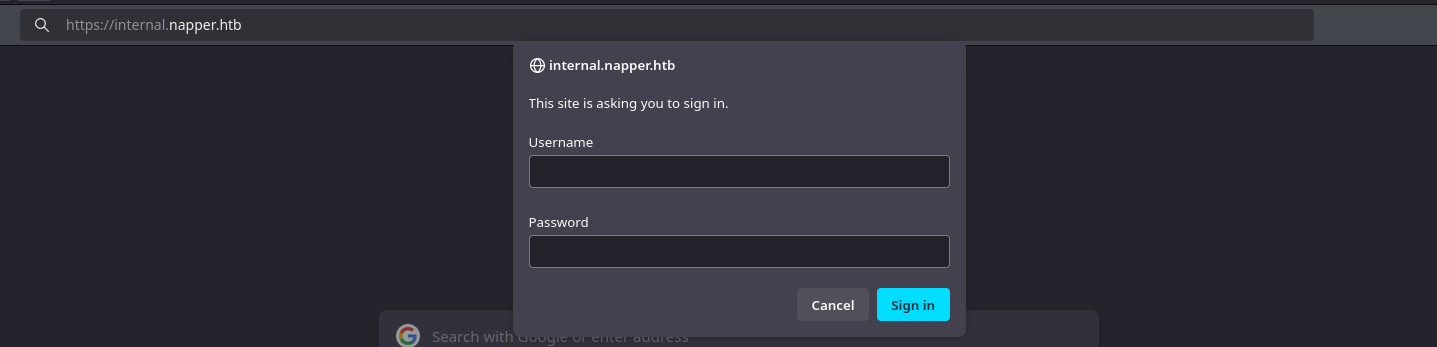 https://internal.napper.htb
internal.napper.htb
This site is asking you to sign in.
Username
Password
Cancel Sign in
Search with Google or enter address